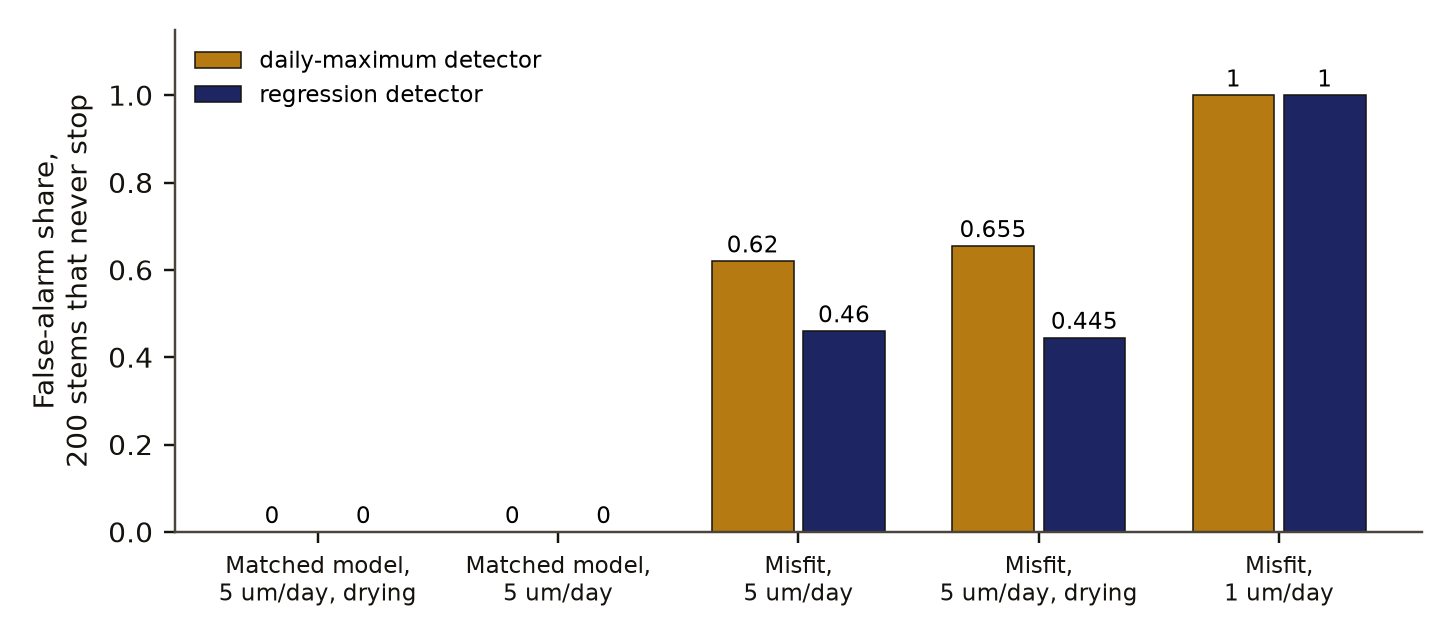 daily-maximum detector
regression detector
False-alarm share,
200 stems that never stop
1.0
0.8
0.6
0.4
0.2
0.0
0
0
0
0
0.62
0.46
0.655
0.445
1
1
Matched model,
5 um/day, drying
Matched model,
5 um/day
Misfit,
5 um/day
Misfit,
5 um/day, drying
Misfit,
1 um/day